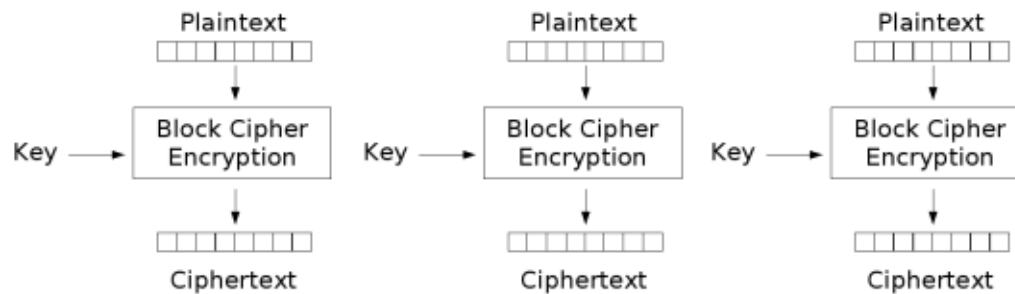 Plaintext Plaintext Plaintext
Key Block Cipher Encryption Key Block Cipher Encryption Key Block Cipher Encryption
Ciphertext Ciphertext Ciphertext